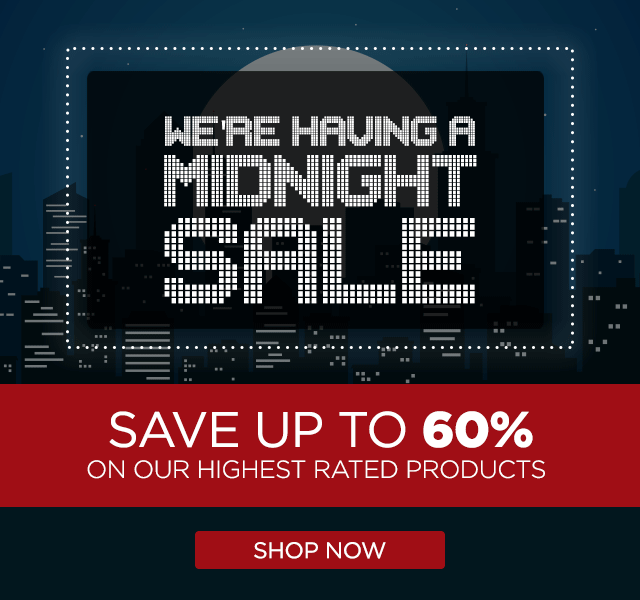 WE'RE HAVING A
MIDNIGHT
SALE
SAVE UP TO 60%
ON OUR HIGHEST RATED PRODUCTS
SHOP NOW